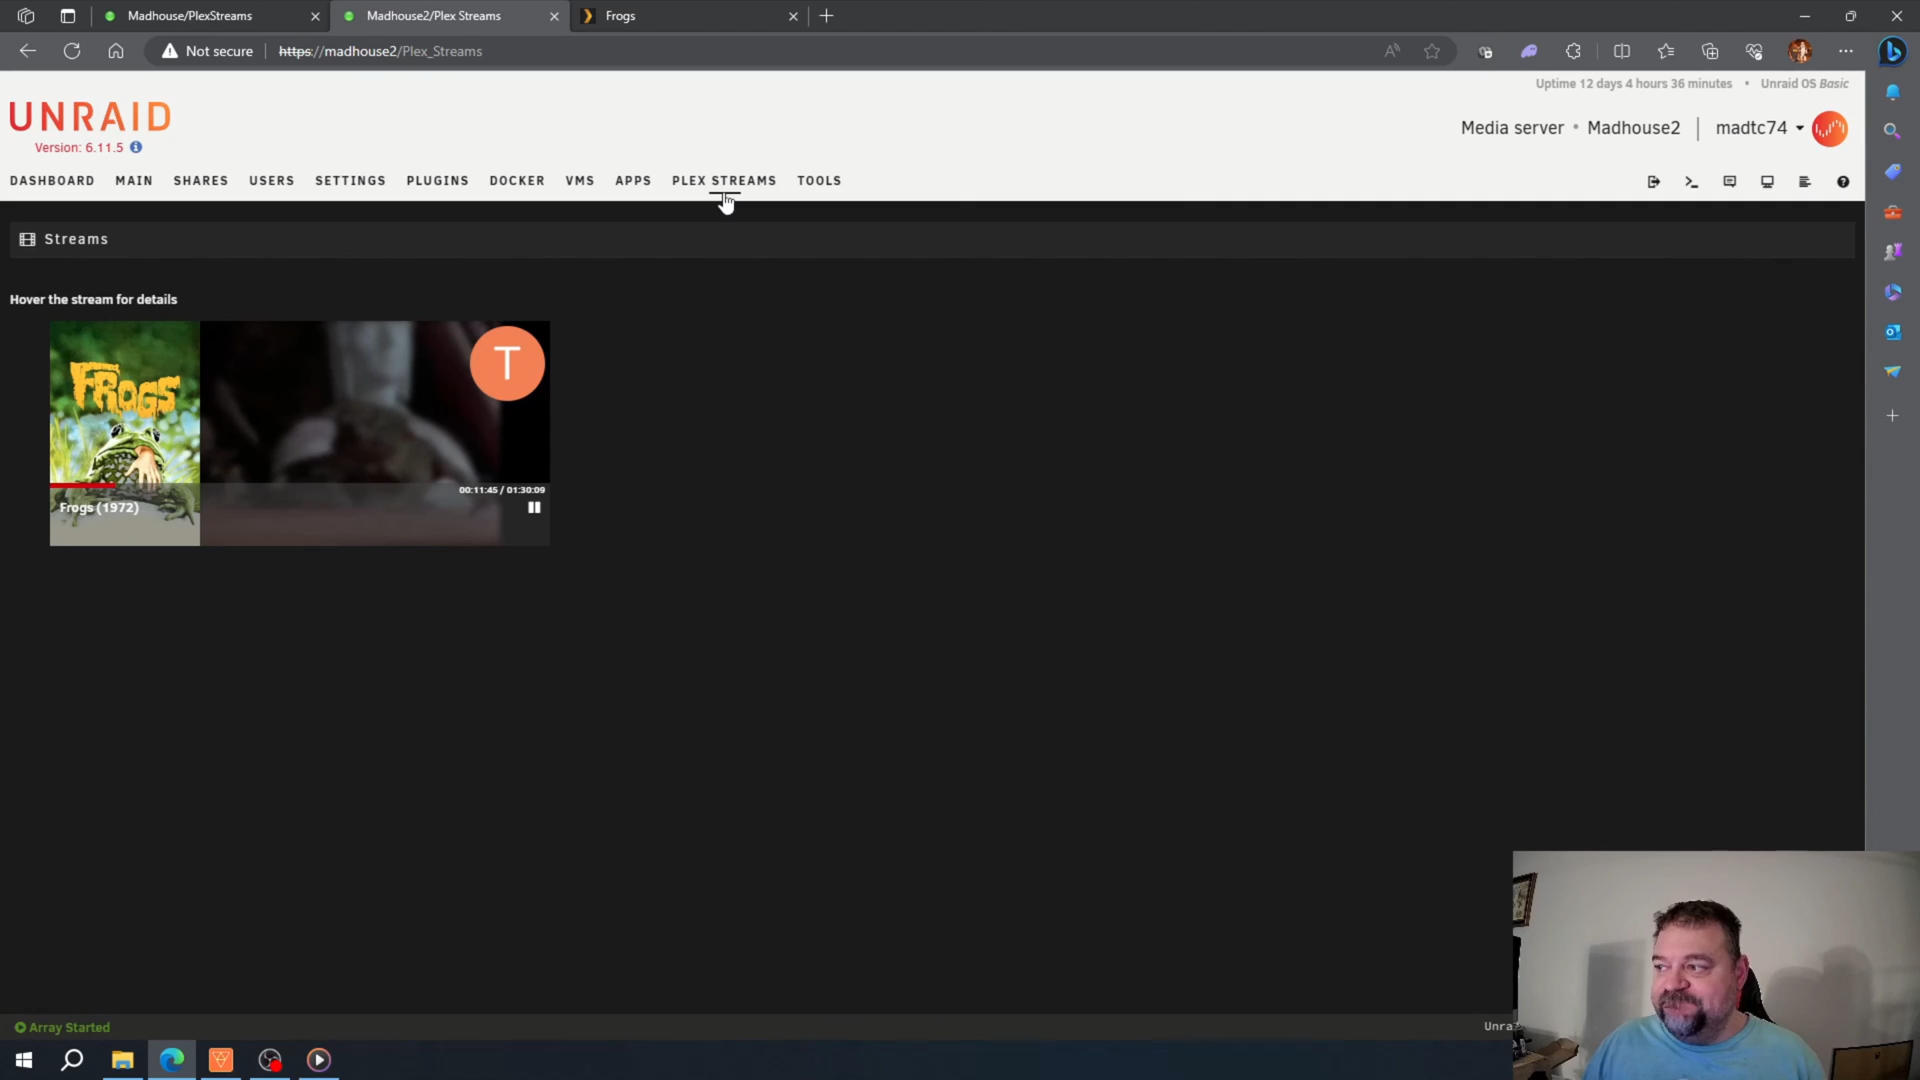 Madhouse/PlexStreams
Madhouse2/Plex Streams
Frogs
Not secure
https://madhouse2/Plex_Streams
Uptime 12 days 4 hours 36 minutes • Unraid OS Basic
UNRAID
Version: 6.11.5
Media server • Madhouse2
madtc74
DASHBOARD MAIN SHARES USERS SETTINGS PLUGINS DOCKER VMS APPS PLEX STREAMS TOOLS
Streams
Hover the stream for details
T
FROGS
00:11:45 / 01:30:09
Frogs (1972)
Array Started